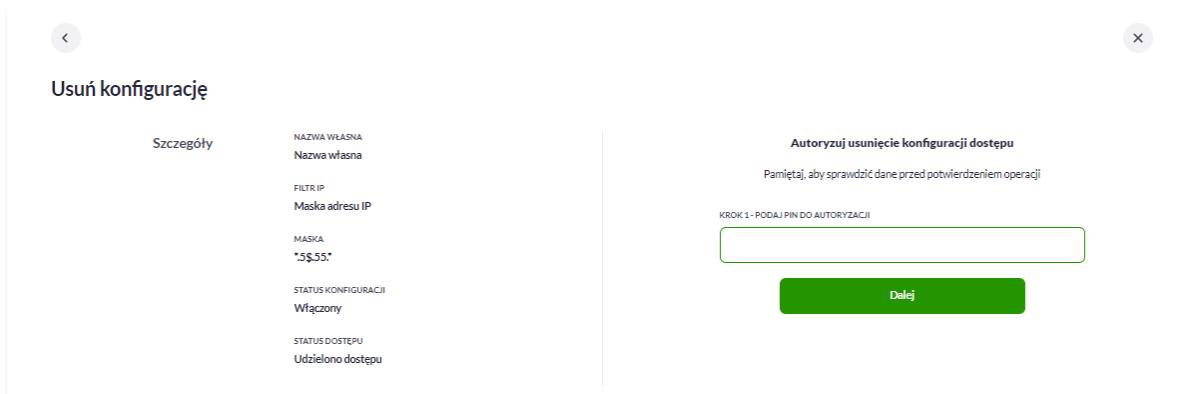 Usuń konfigurację
Szczegóły
NAZWA WŁASNA
Nazwa własna
FILTR IP
Maska adresu IP
MASKA
*.5$.55.*
STATUS KONFIGURACJI
Włączony
STATUS DOSTĘPU
Udzielono dostępu
Autoryzuj usunięcie konfiguracji dostępu
Pamiętaj, aby sprawdzić dane przed potwierdzeniem operacji
KROK 1 - PODAJ PIN DO AUTORYZACJI
Dalej